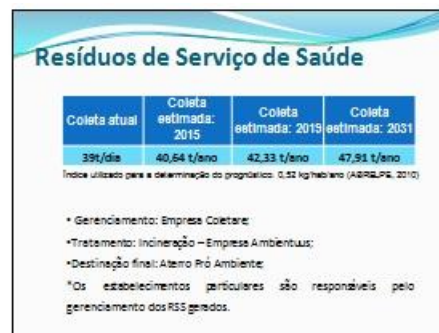 Resíduos de Serviço de Saúde
Coleta atual
Coleta estimada: 2015
Coleta estimada: 2019
Coleta estimada: 2031
39t/dia
40,64 t/ano
42,33 t/ano
47,91 t/ano
Índice utilizado para a determinação do prognóstico: 0,52 kg/hab/ano (ABRELPE, 2010)
• Gerenciamento: Empresa Coletare;
•Tratamento: Incineração – Empresa Ambientuus;
•Destinação final: Aterro Pró Ambiente;
*Os estabelecimentos particulares são responsáveis pelo
gerenciamento dos RSS gerados.